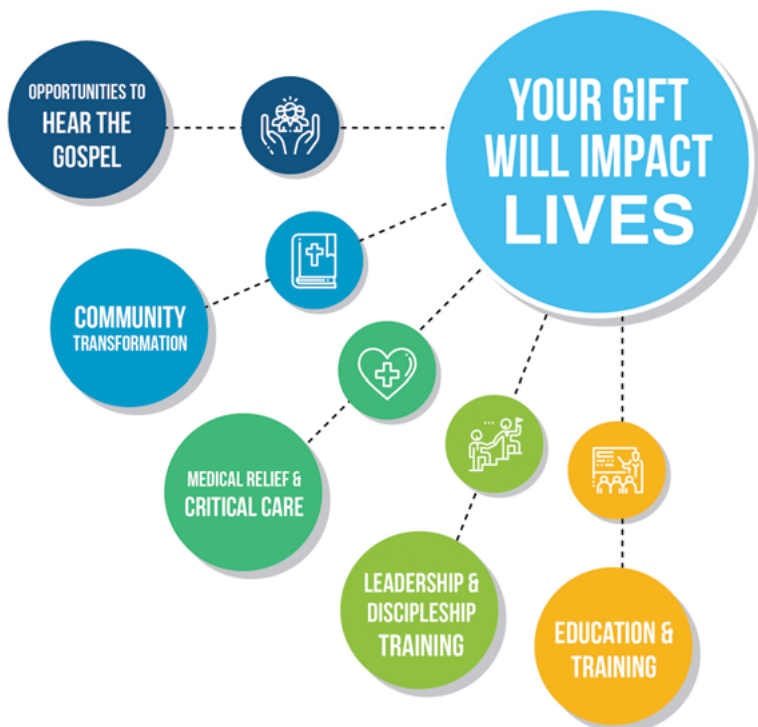 YOUR GIFT
WILL IMPACT
LIVES
OPPORTUNITIES TO
HEAR THE
GOSPEL
COMMUNITY
TRANSFORMATION
MEDICAL RELIEF &
CRITICAL CARE
LEADERSHIP &
DISCIPLESHIP
TRAINING
EDUCATION &
TRAINING